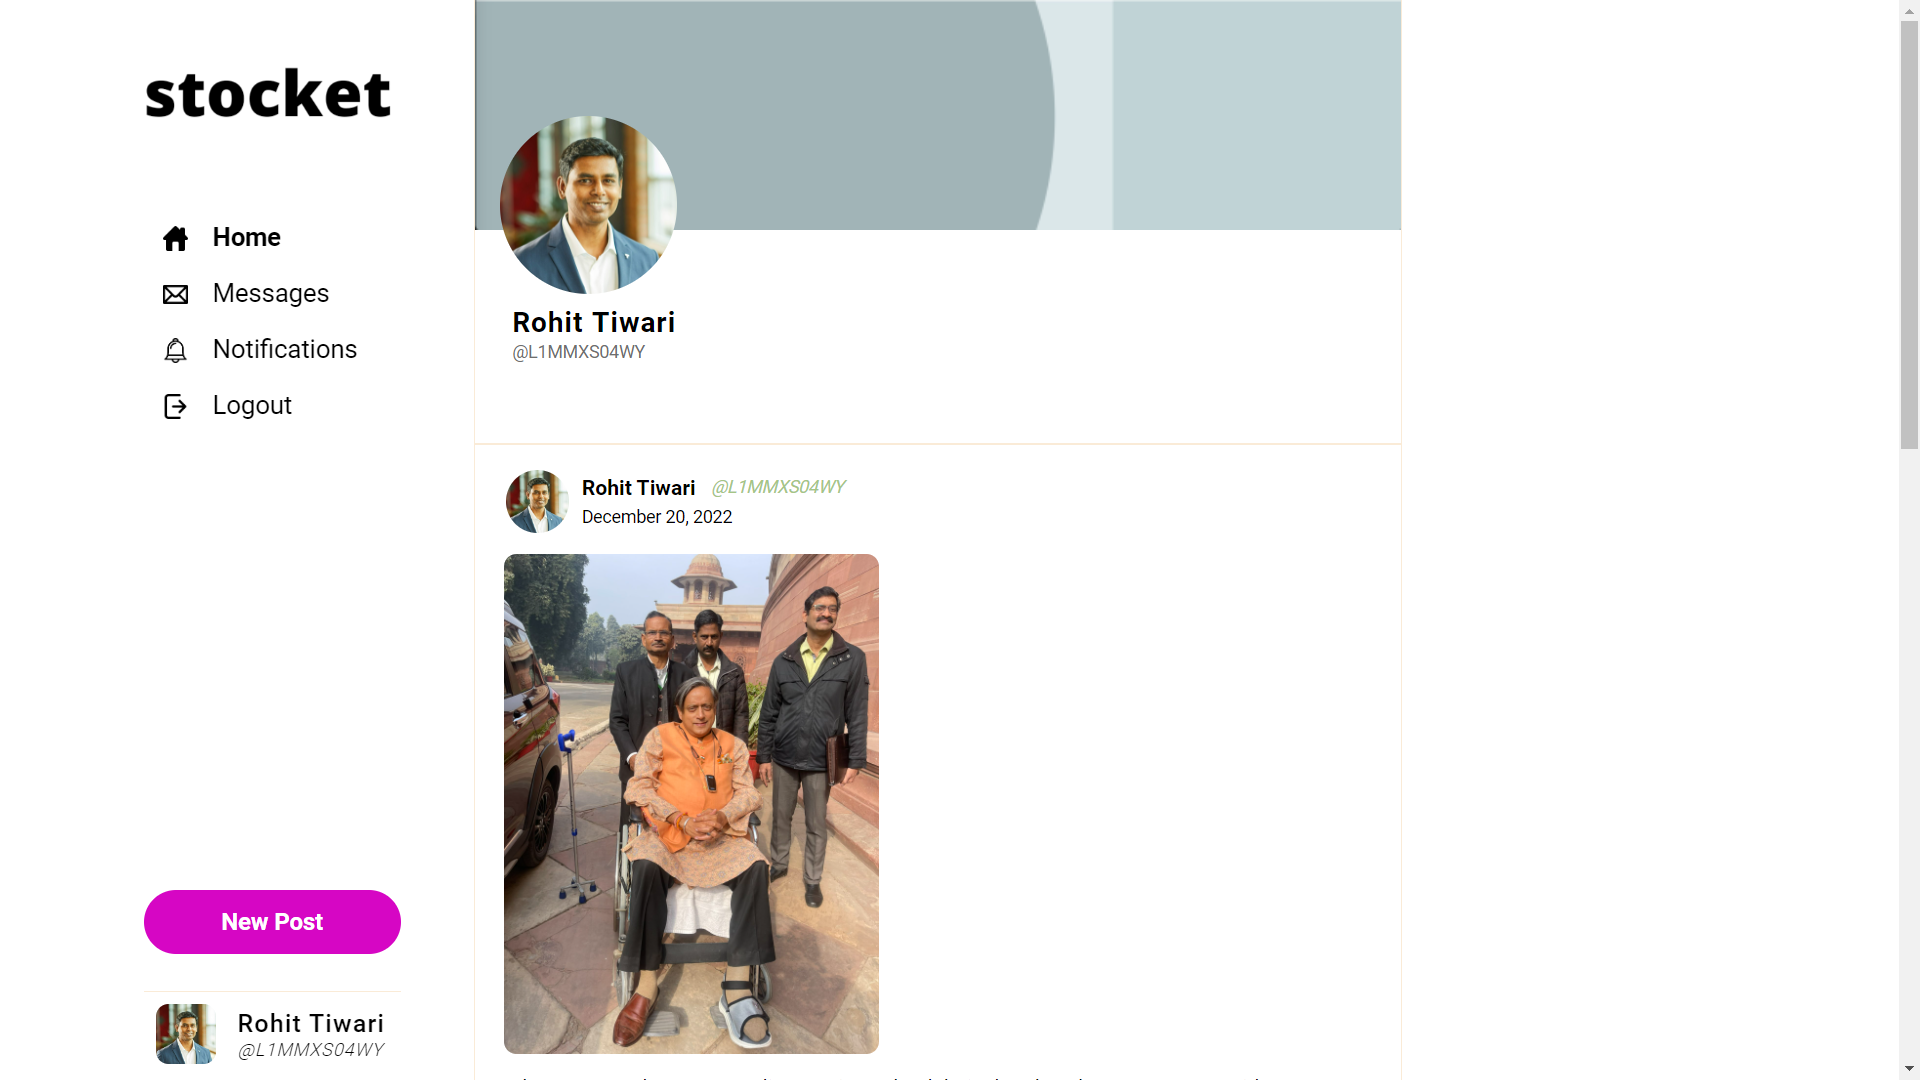 stocket
Home
Messages
Notifications
Logout
New Post
Rohit Tiwari
@L1MMXS04WY
Rohit Tiwari
@L1MMXS04WY
Rohit Tiwari @L1MMXS04WY
December 20, 2022